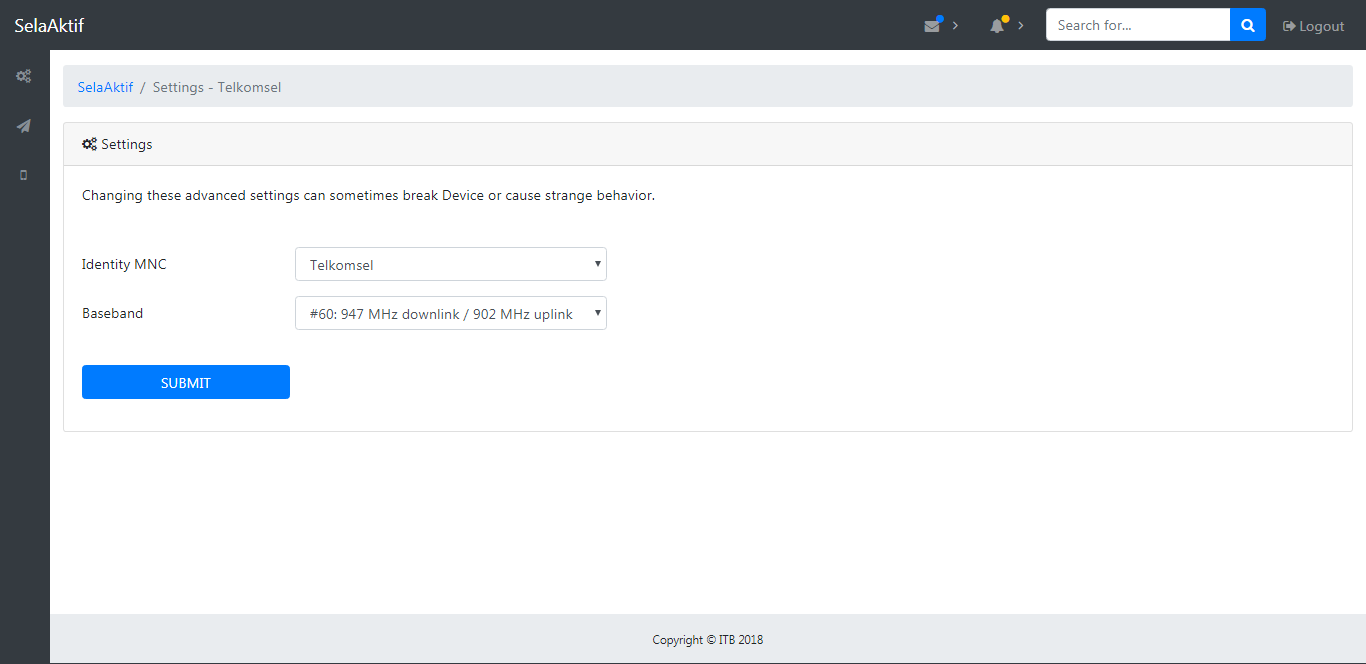 SelaAktif
Search for...
Logout
SelaAktif / Settings - Telkomsel
Settings
Changing these advanced settings can sometimes break Device or cause strange behavior.
Identity MNC
Telkomsel
Baseband
#60: 947 MHz downlink / 902 MHz uplink
SUBMIT
Copyright © ITB 2018